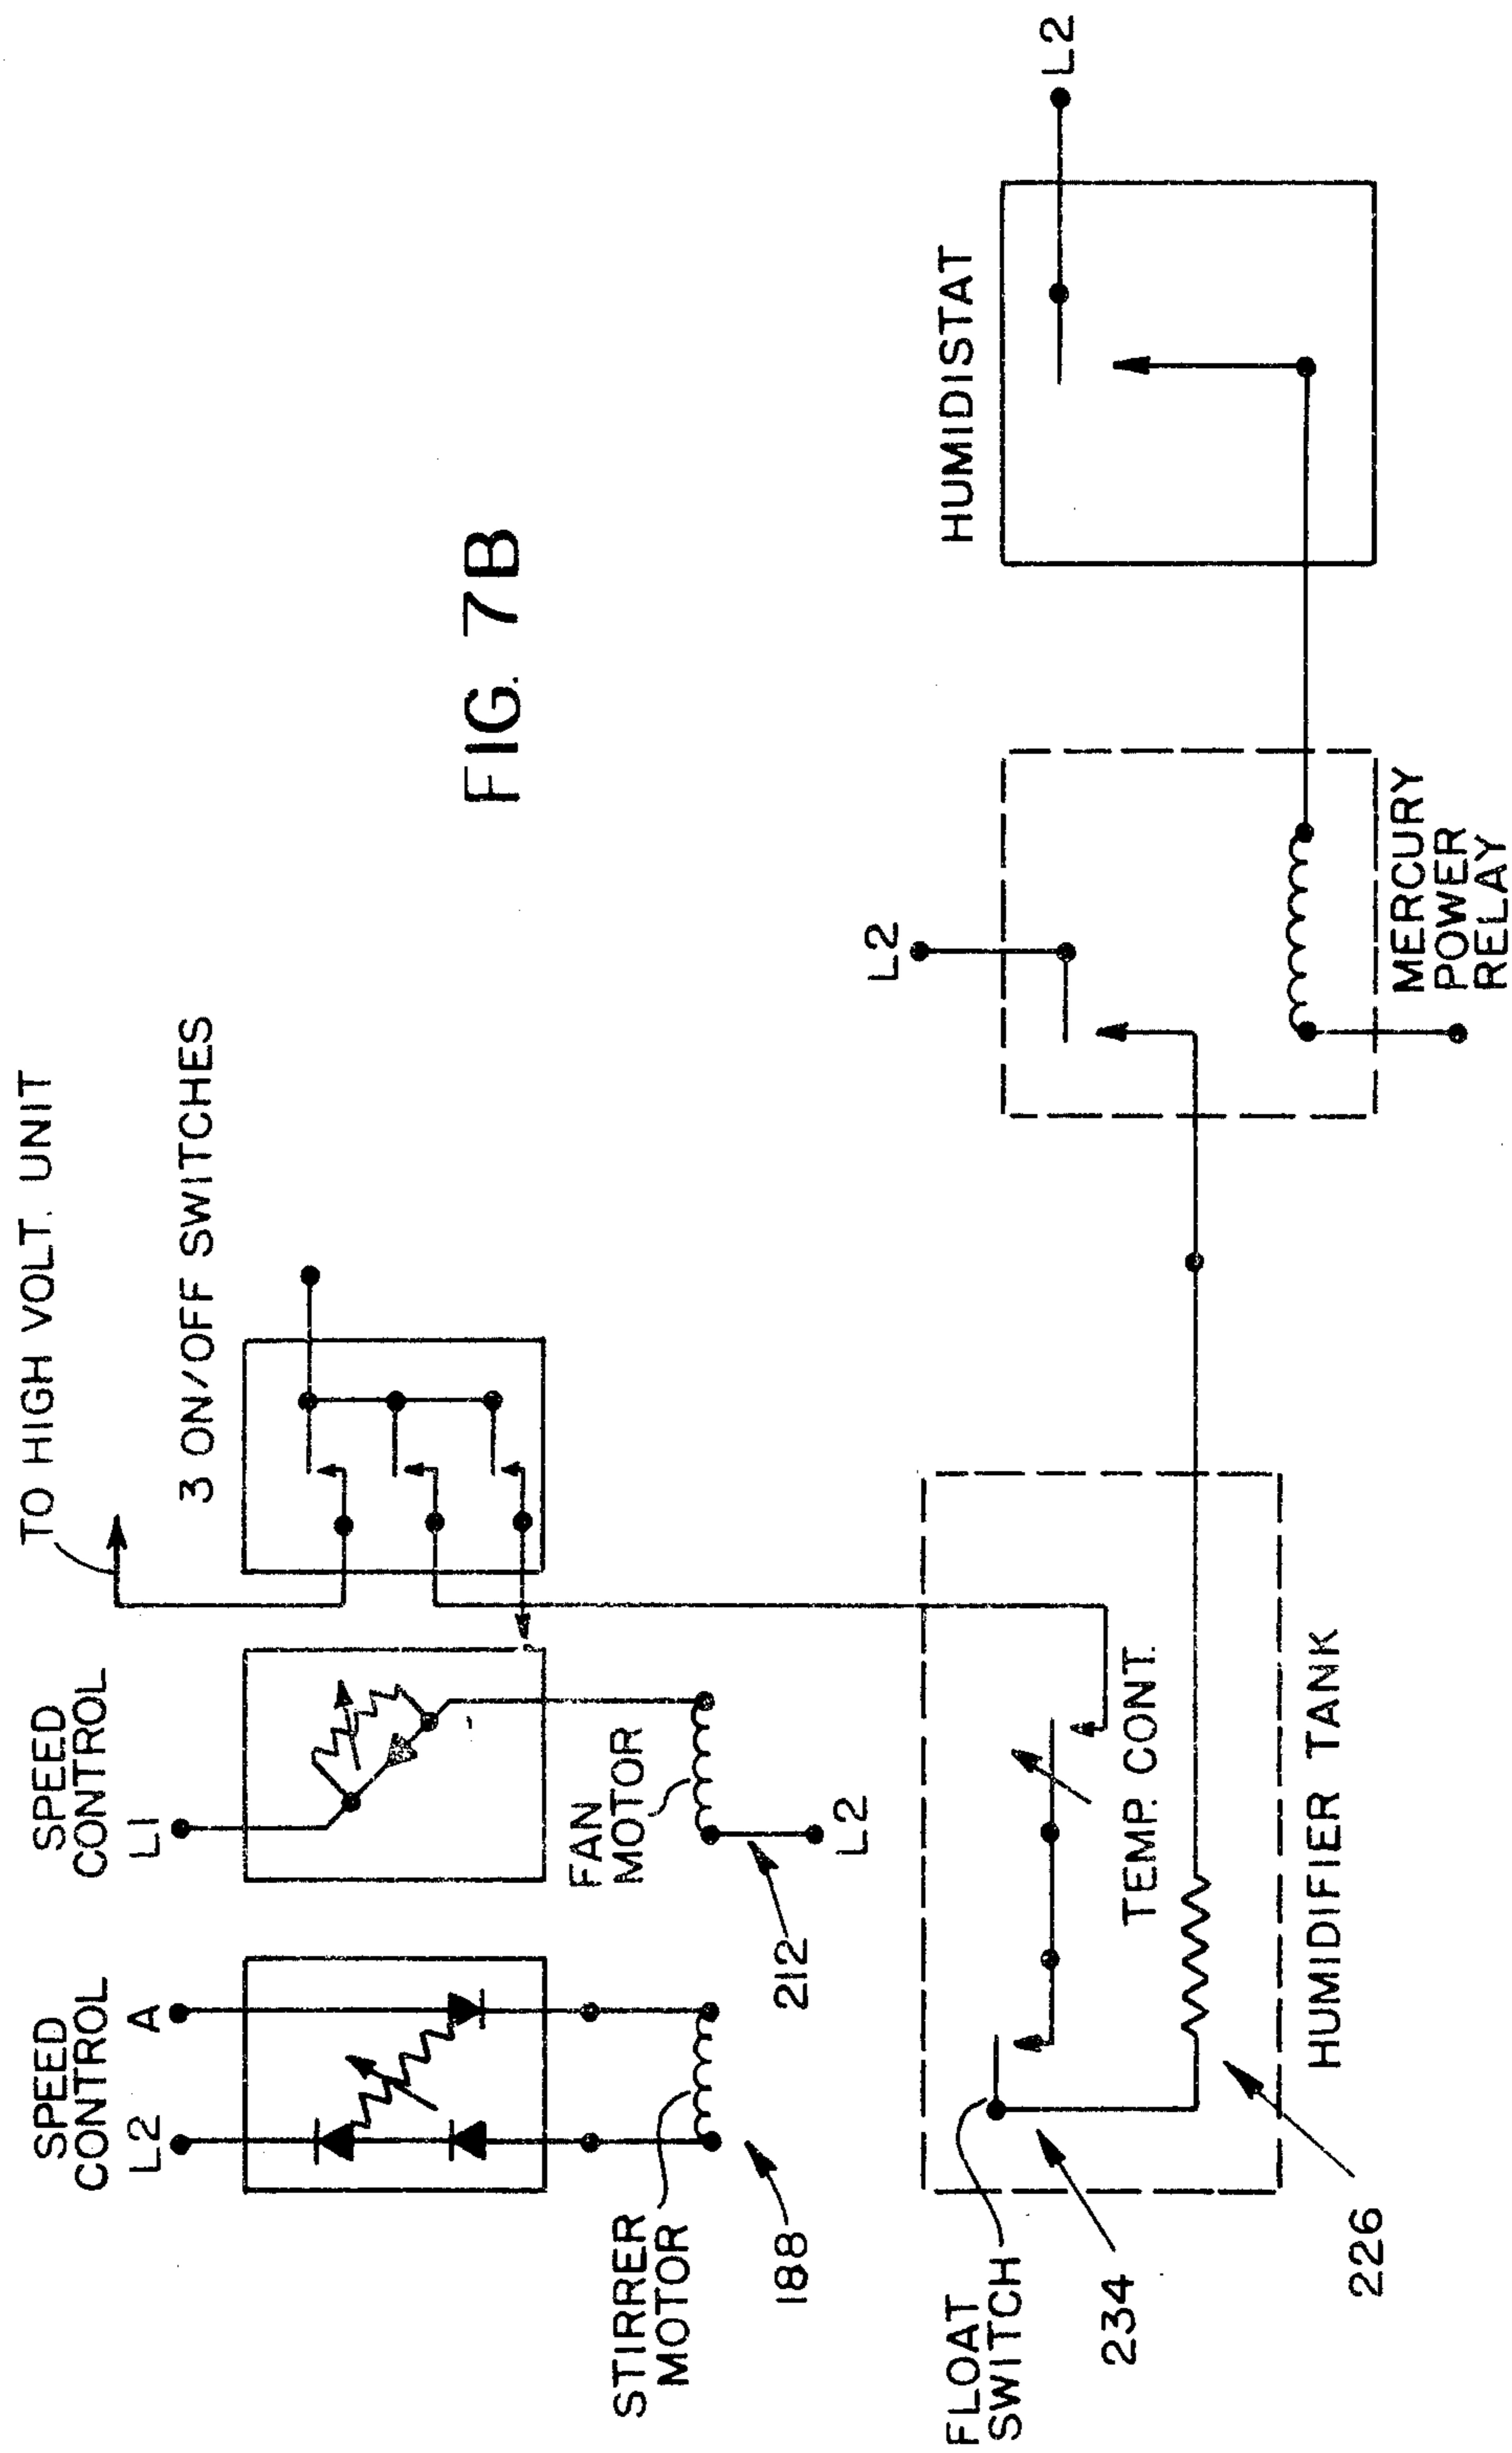 TO HIGH VOLT. UNIT
3 ON/OFF SWITCHES
SPEED
CONTROL
L2
A
SPEED
CONTROL
L1
STIRRER
MOTOR
188
FAN
MOTOR
212
L2
FIG. 7B
FLOAT
SWITCH
234
226
TEMP. CONT.
HUMIDIFIER TANK
L2
MERCURY
POWER
RELAY
HUMIDISTAT
L2